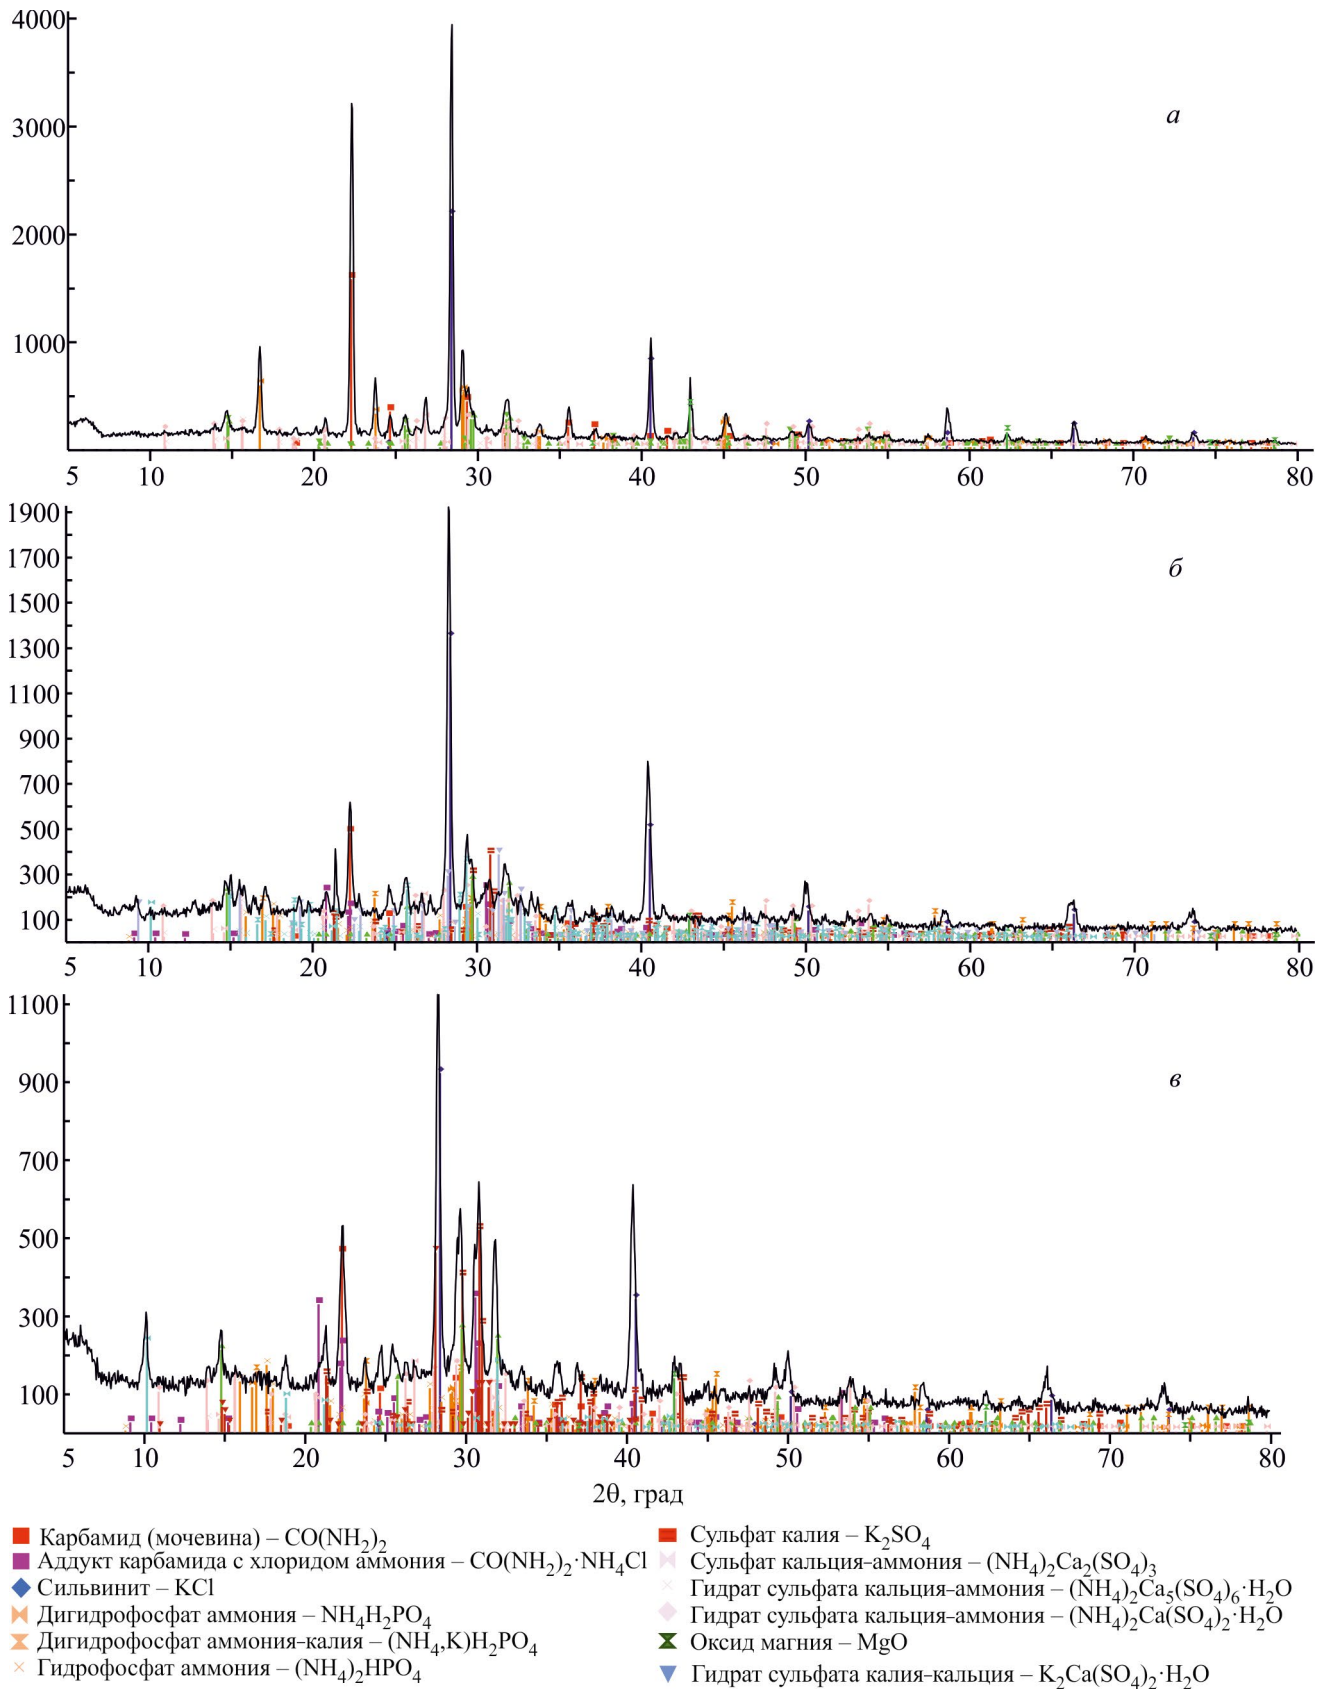 4000
3000
2000
1000
а
5 10 20 30 40 50 60 70 80
1900
1700
1500
1300
1100
900
700
500
300
100
б
5 10 20 30 40 50 60 70 80
1100
900
700
500
300
100
в
5 10 20 30 40 50 60 70 80
2θ, град
Карбамид (мочевина) – CO(NH2)2
Аддукт карбамида с хлоридом аммония – CO(NH2)2·NH4Cl
Сильвинит – KCl
Дигидрофосфат аммония – NH4H2PO4
Дигидрофосфат аммония-калия – (NH4,K)H2PO4
Гидрофосфат аммония – (NH4)2HPO4
Сульфат калия – K2SO4
Сульфат кальция-аммония – (NH4)2Ca2(SO4)3
Гидрат сульфата кальция-аммония – (NH4)2Ca5(SO4)6·H2O
Гидрат сульфата кальция-аммония – (NH4)2Ca(SO4)2·H2O
Оксид магния – MgO
Гидрат сульфата калия-кальция – K2Ca(SO4)2·H2O